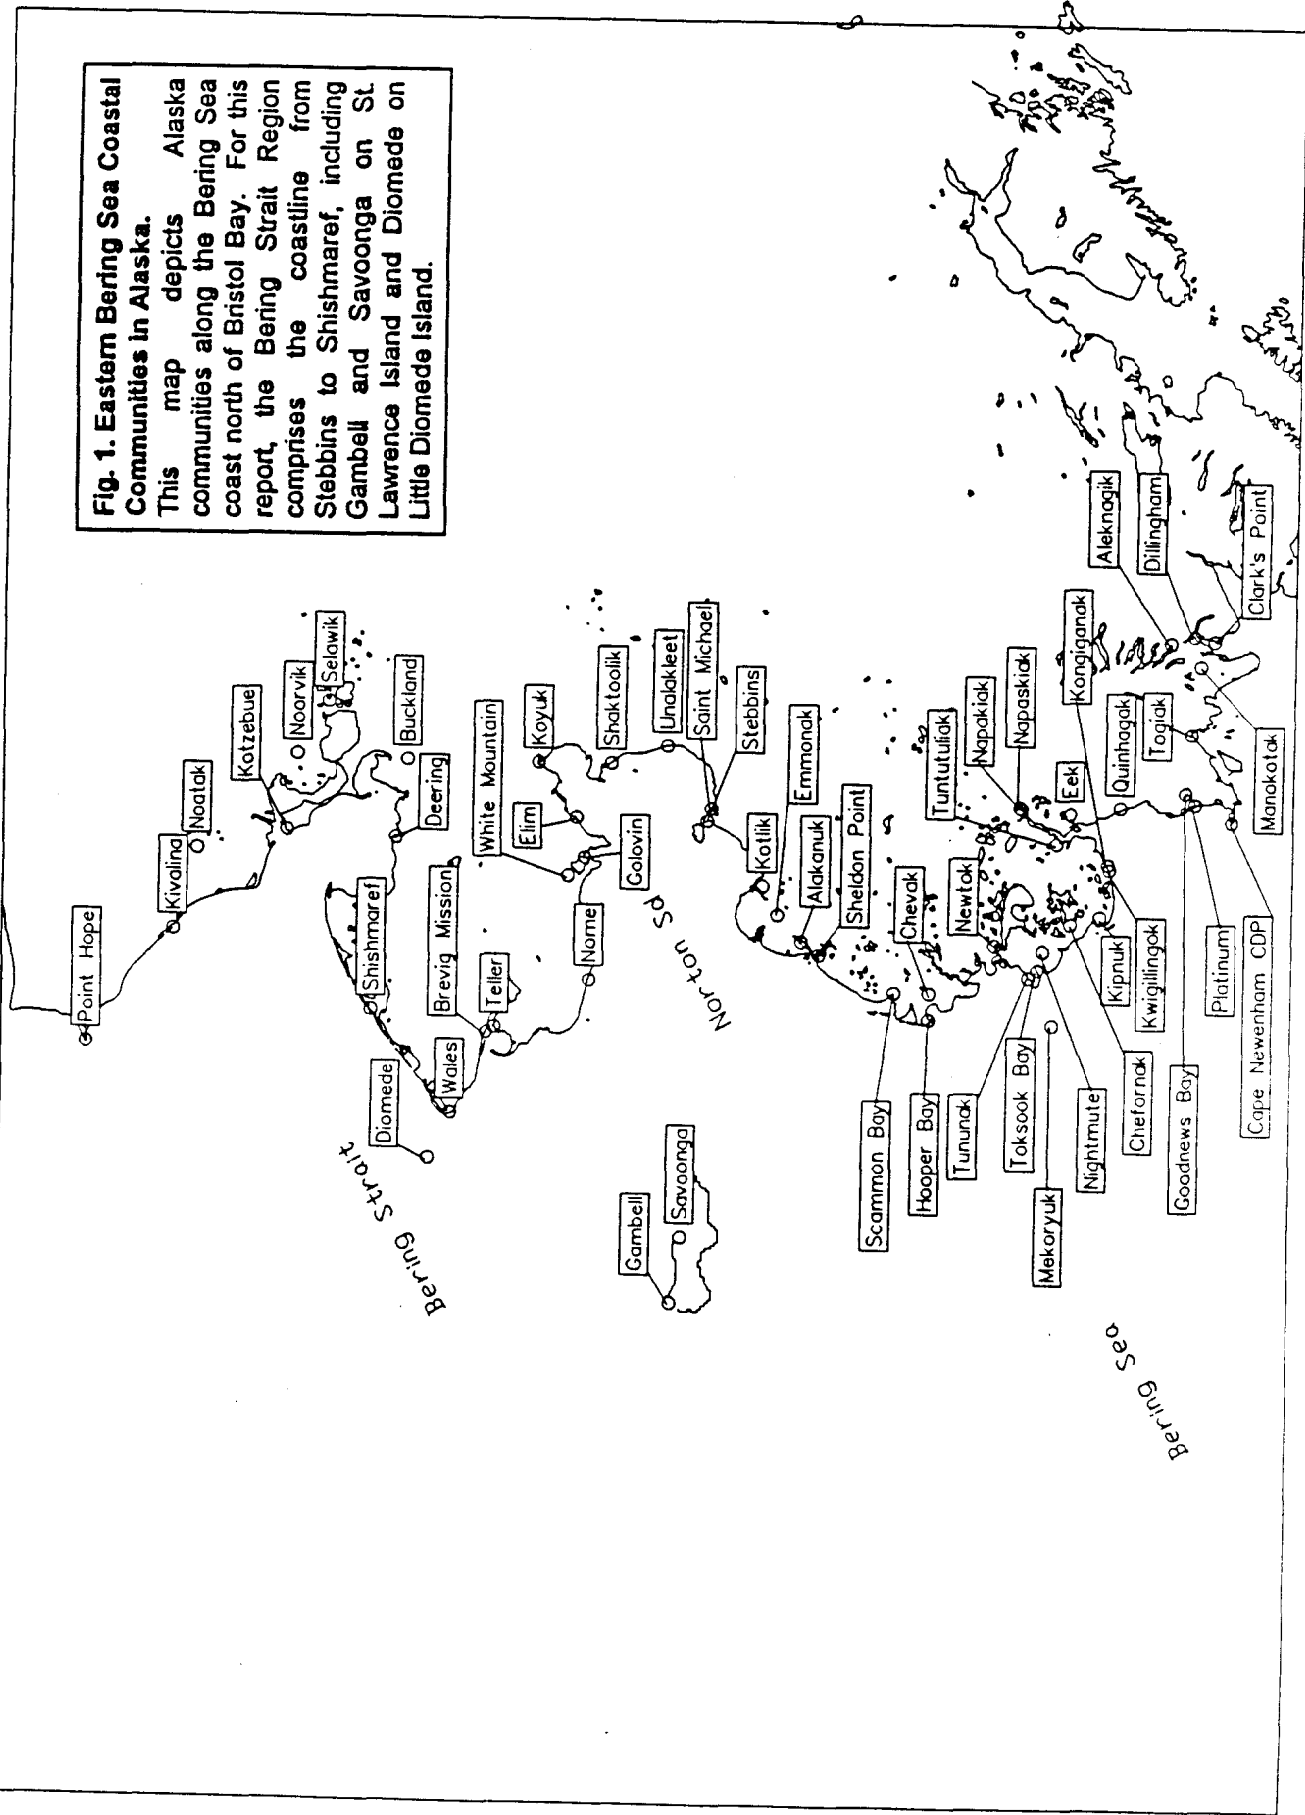 Fig. 1. Eastern Bering Sea Coastal
Communities in Alaska.
This map depicts Alaska
communities along the Bering Sea
coast north of Bristol Bay. For this
report, the Bering Strait Region
comprises the coastline from
Stebbins to Shishmaref, including
Gambell and Savoonga on St.
Lawrence Island and Diomede on
Little Diomede Island.
Point Hope
Kivalina
Noatak
Kotzebue
Noorvik
Selawik
Buckland
Deering
Shishmaref
Diomede
Wales
Brevig Mission
Teller
Bering Strait
White Mountain
Elim
Koyuk
Nome
Golovin
Shaktoolik
Unalakleet
Saint Michael
Stebbins
Norton Sd
Gambell
Savoonga
Kotlik
Emmonak
Alakanuk
Sheldon Point
Scammon Bay
Chevak
Hooper Bay
Newtok
Tununak
Toksook Bay
Mekoryuk
Nightmute
Chefornak
Tuntutuliak
Napakiak
Napaskiak
Eek
Kongiganak
Kipnuk
Kwigillingok
Quinhagak
Goodnews Bay
Platinum
Togiak
Cape Newenham CDP
Manokotak
Aleknagik
Dillingham
Clark's Point
Bering Sea